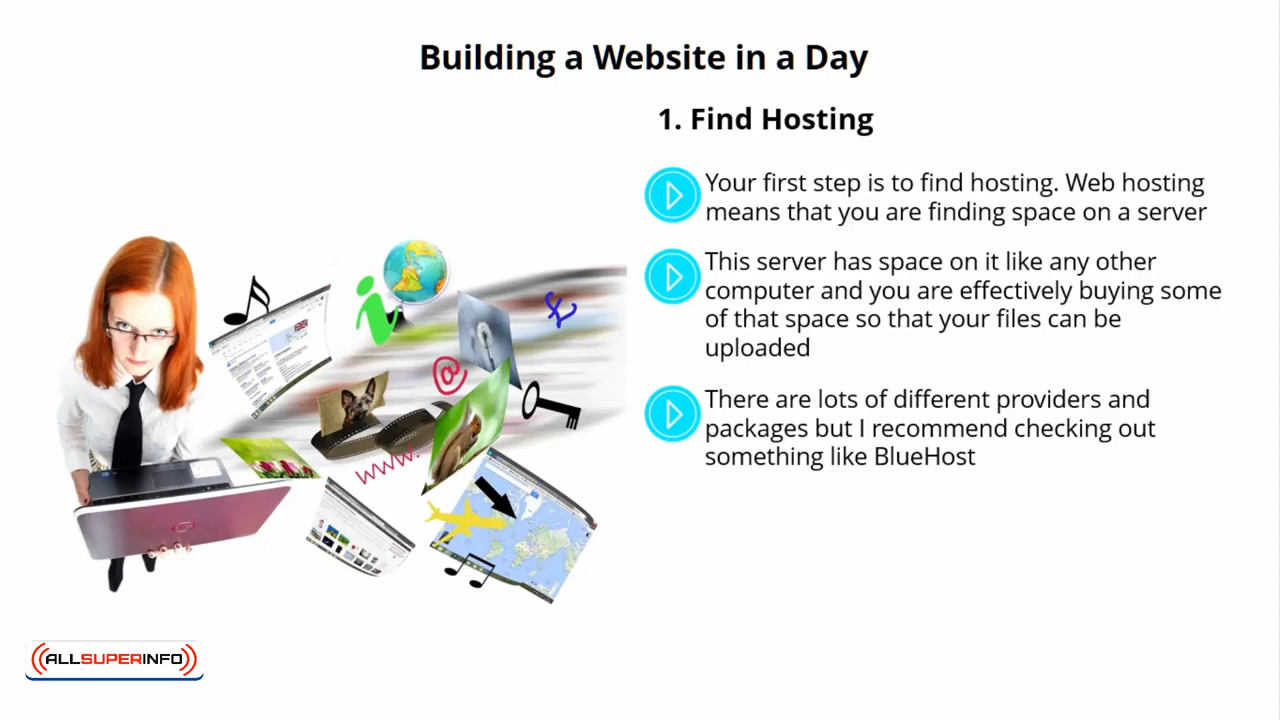 Building a Website in a Day
1. Find Hosting
Your first step is to find hosting. Web hosting
means that you are finding space on a server
This server has space on it like any other
computer and you are effectively buying some
of that space so that your files can be
uploaded
There are lots of different providers and
packages but I recommend checking out
something like BlueHost
i
£
@
www.
ALLSUPERINFO